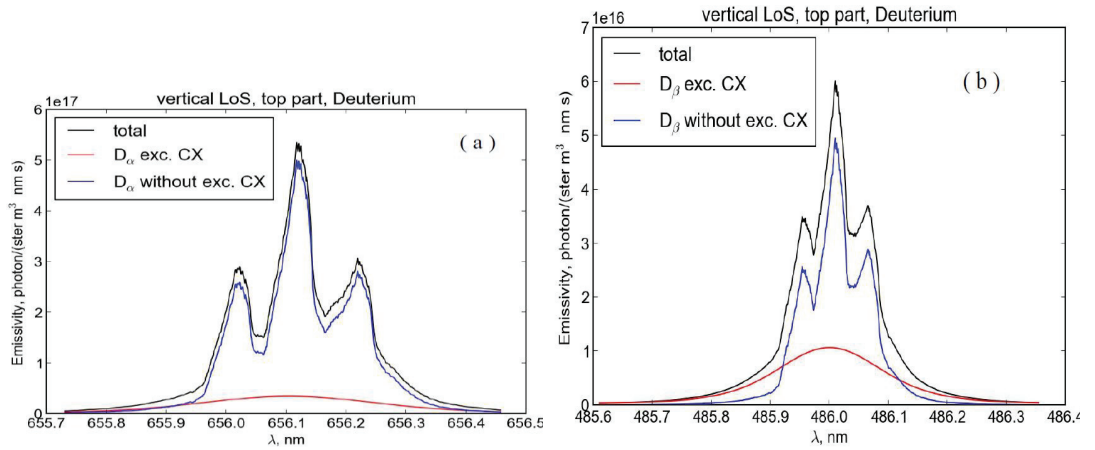 vertical LoS, top part, Deuterium
1e17
( a )
total
Dα exc. CX
Dα without exc. CX
Emissivity, photon/(ster m³ nm s)
6
5
4
3
2
1
0
655.7 655.8 655.9 656.0 656.1 656.2 656.3 656.4 656.5
λ, nm
vertical LoS, top part, Deuterium
1e16
( b )
total
Dβ exc. CX
Dβ without exc. CX
Emissivity, photon/(ster m³ nm s)
7
6
5
4
3
2
1
0
485.6 485.7 485.8 485.9 486.0 486.1 486.2 486.3 486.4
λ, nm